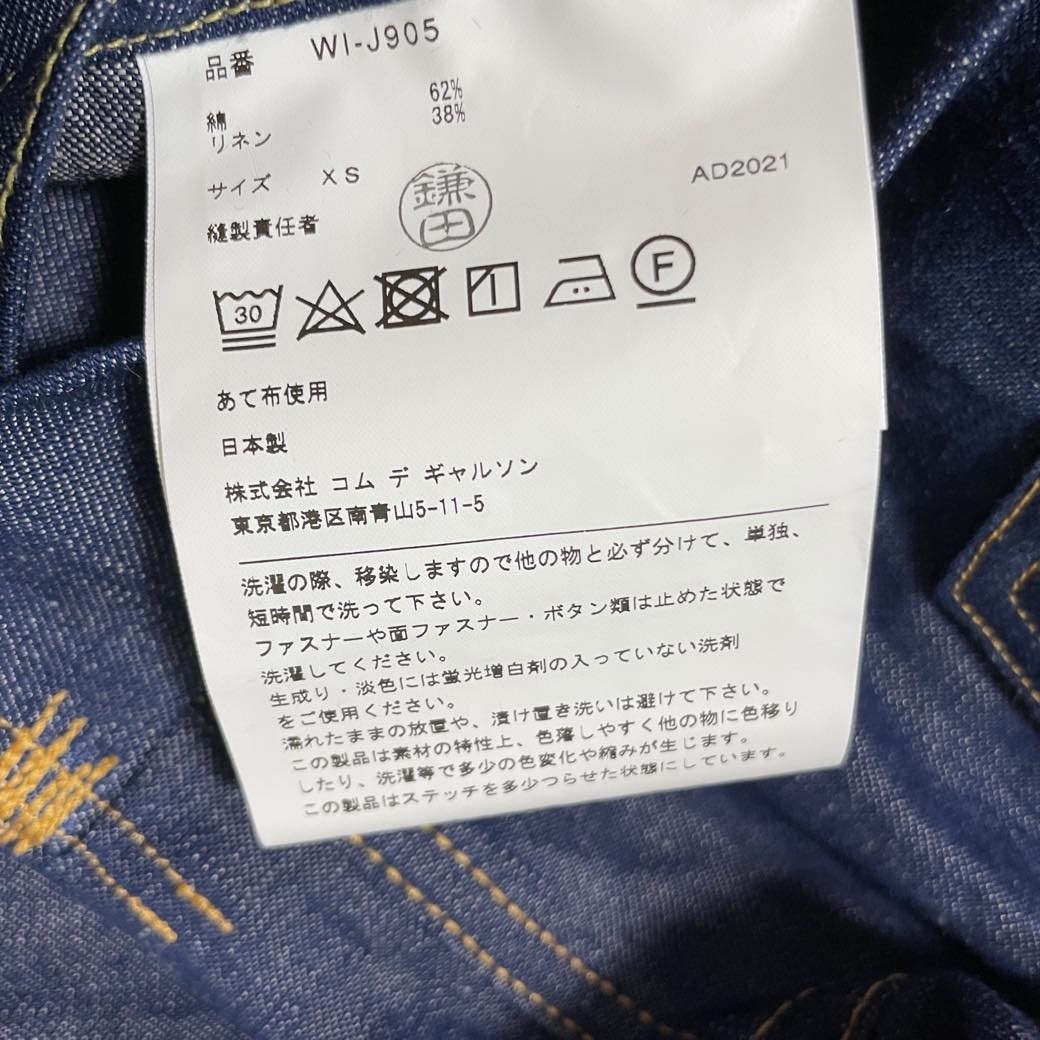 品番 WI-J905
綿 62%
リネン 38%
サイズ XS
AD2021
縫製責任者 鎌田
30
F
あて布使用
日本製
株式会社 コム デ ギャルソン
東京都港区南青山5-11-5
洗濯の際、移染しますので他の物と必ず分けて、単独、
短時間で洗って下さい。
ファスナーや面ファスナー・ボタン類は止めた状態で
洗濯してください。
生成り・淡色には蛍光増白剤の入っていない洗剤
をご使用ください。
濡れたままの放置や、漬け置き洗いは避けて下さい。
この製品は素材の特性上、色落しやすく他の物に色移り
したり、洗濯等で多少の色変化や縮みが生じます。
この製品はステッチを多少つらせた状態にしています。